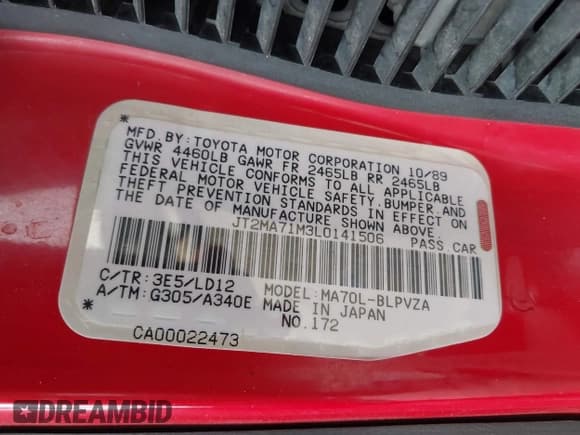 * MFD. BY: TOYOTA MOTOR CORPORATION 10/89
GVWR 4460LB GAWR FR 2465LB RR 2465LB
THIS VEHICLE CONFORMS TO ALL APPLICABLE
FEDERAL MOTOR VEHICLE SAFETY, BUMPER, AND
THEFT PREVENTION STANDARDS IN EFFECT ON
THE DATE OF MANUFACTURE SHOWN ABOVE.
* JT2MA71M3L0141506 PASS.CAR *
C/TR: 3E5/LD12 MODEL: MA70L-BLPVZA
A/TM: G305/A340E MADE IN JAPAN
NO.172
CA00022473
DREAMBID